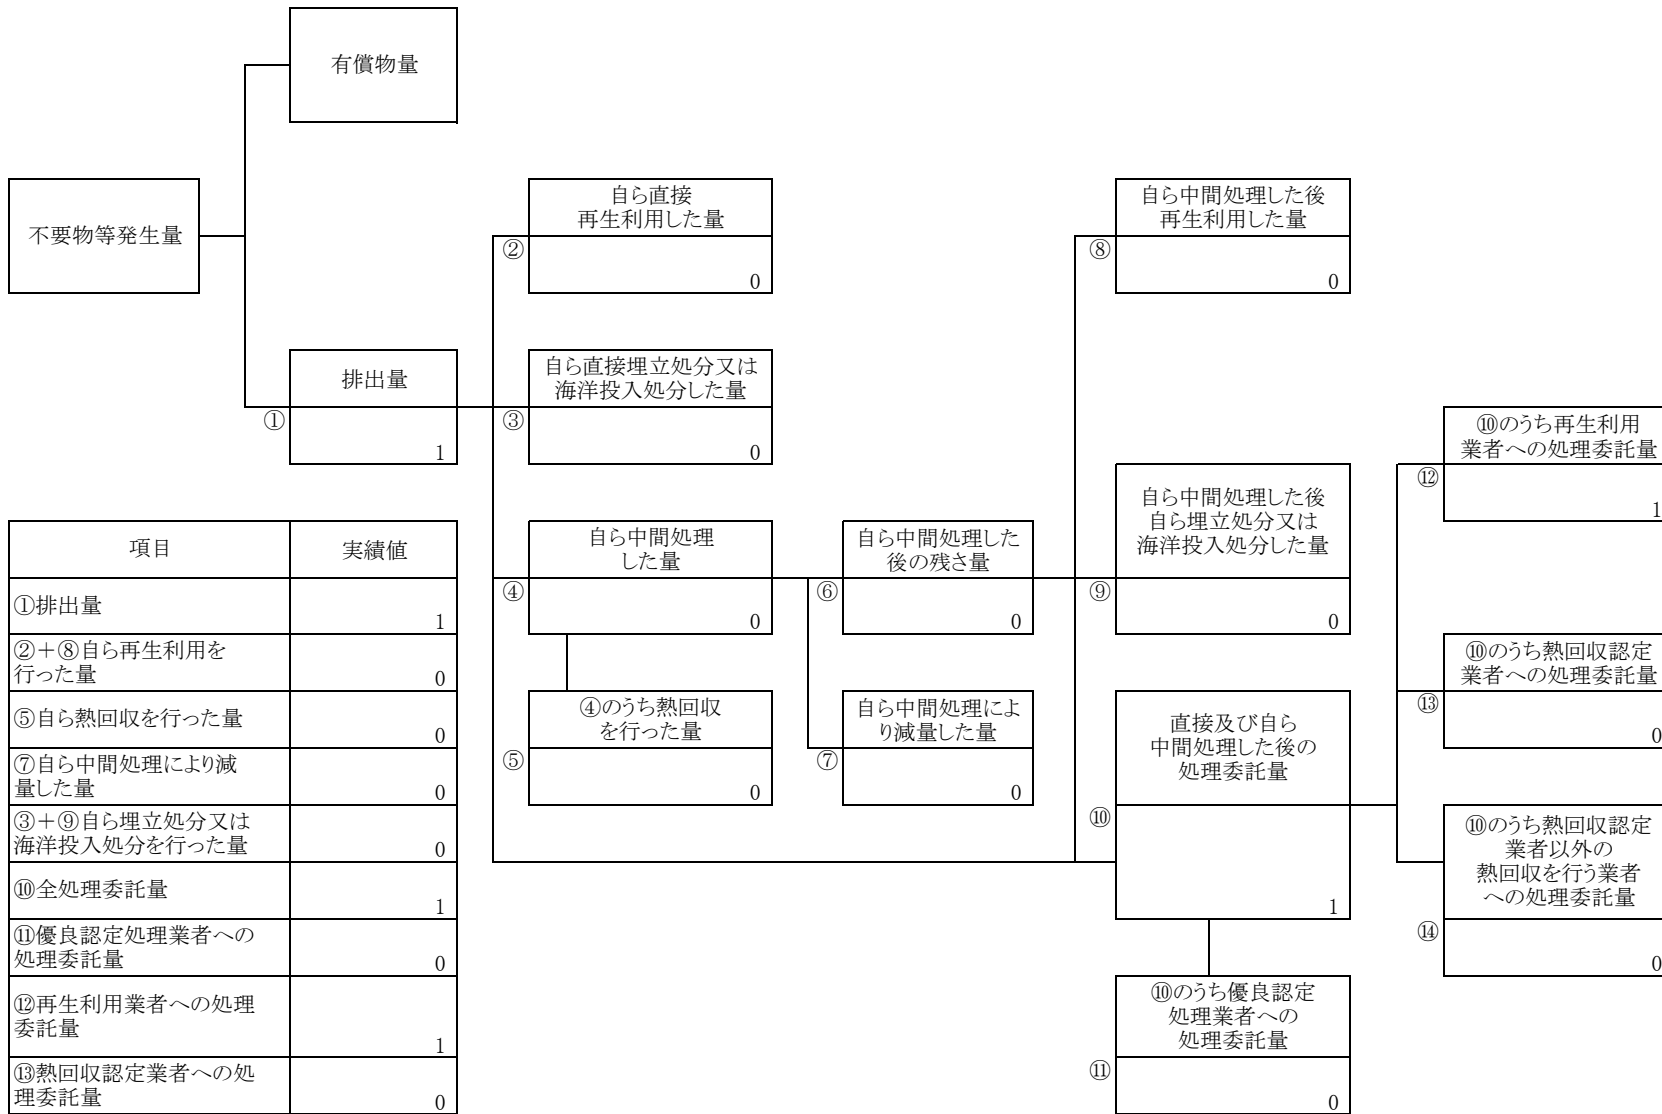 有償物量
不要物等発生量
自ら直接
再生利用した量
②
0
自ら中間処理した後
再生利用した量
⑧
0
排出量
①
1
自ら直接埋立処分又は
海洋投入処分した量
③
0
⑩のうち再生利用
業者への処理委託量
⑫
1
自ら中間処理
した量
④
0
自ら中間処理した
後の残さ量
⑥
0
自ら中間処理した後
自ら埋立処分又は
海洋投入処分した量
⑨
0
⑩のうち熱回収認定
業者への処理委託量
⑬
0
④のうち熱回収
を行った量
⑤
0
自ら中間処理によ
り減量した量
⑦
0
直接及び自ら
中間処理した後の
処理委託量
⑩
1
⑩のうち熱回収認定
業者以外の
熱回収を行う業者
への処理委託量
⑭
0
⑩のうち優良認定
処理業者への
処理委託量
⑪
0
項目 実績値
①排出量 1
②＋⑧自ら再生利用を
行った量 0
⑤自ら熱回収を行った量 0
⑦自ら中間処理により減
量した量 0
③＋⑨自ら埋立処分又は
海洋投入処分を行った量 0
⑩全処理委託量 1
⑪優良認定処理業者への
処理委託量 0
⑫再生利用業者への処理
委託量 1
⑬熱回収認定業者への処
理委託量 0